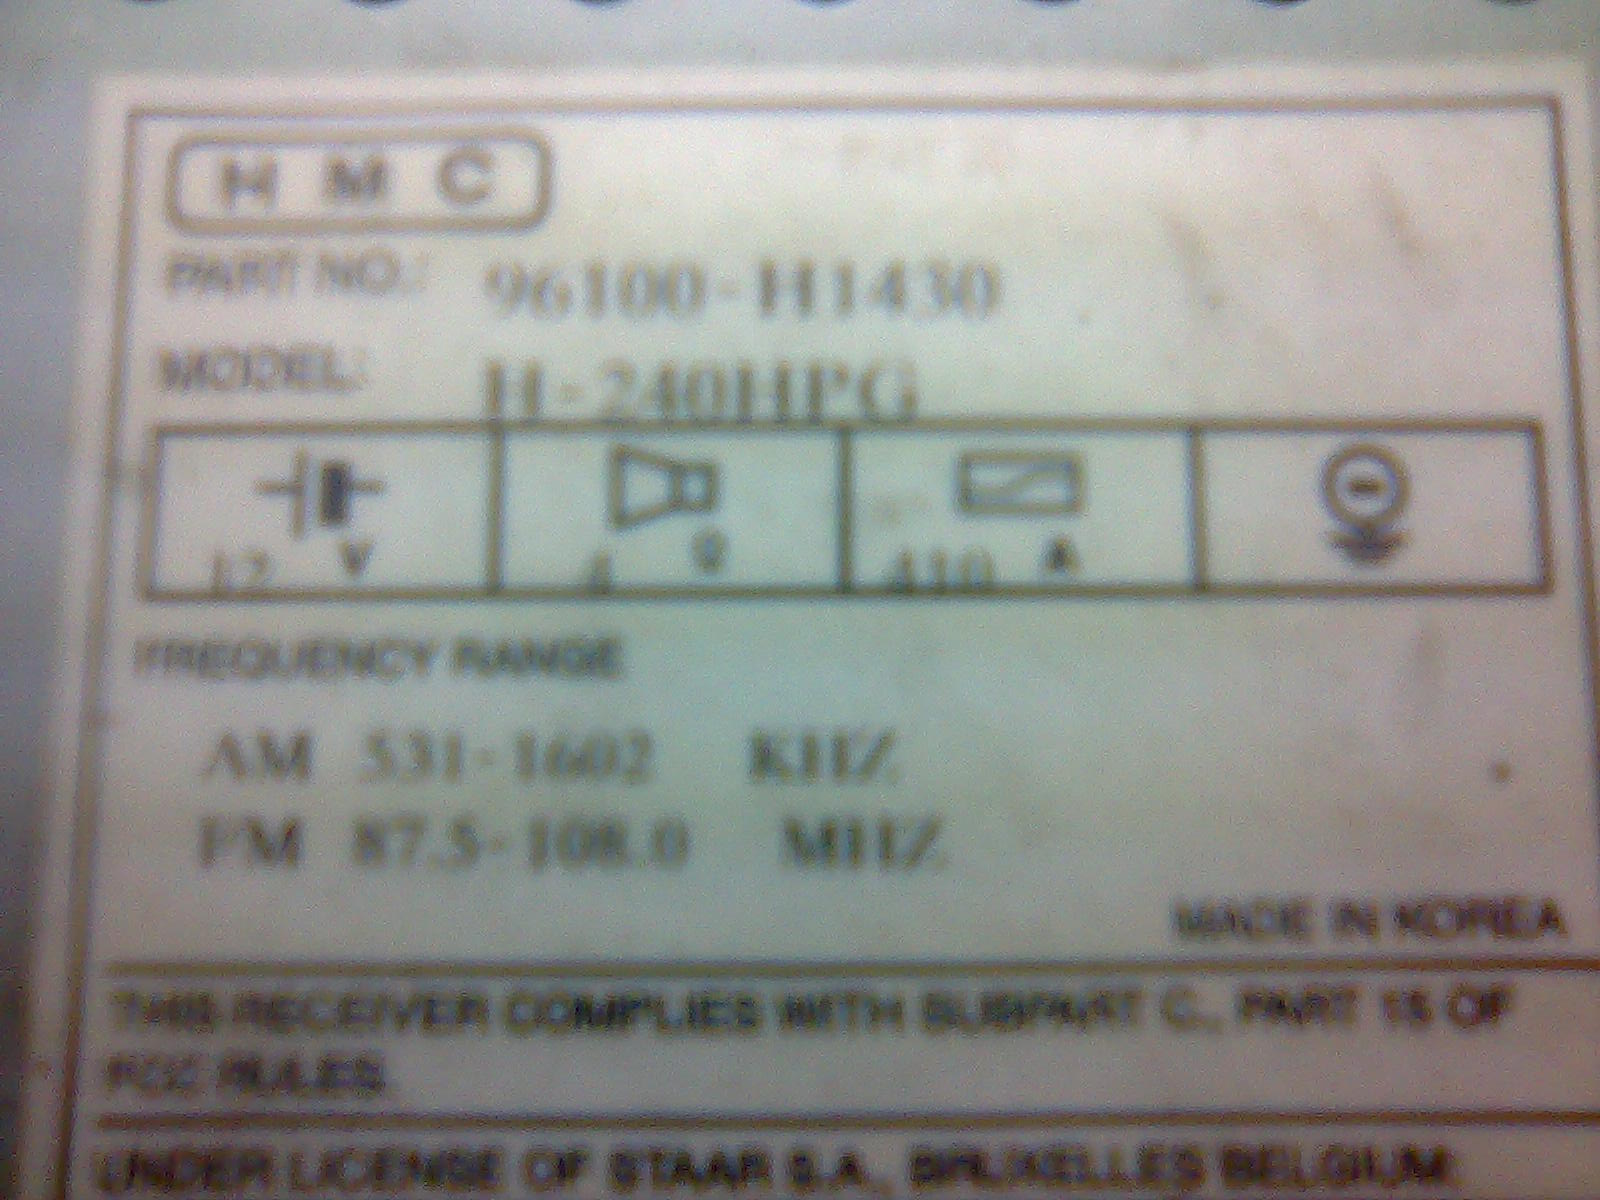 HMC
PART NO.: 96100-H1430
MODEL: H-240HPG
12 V 4 Ω 410 A
FREQUENCY RANGE
AM 531-1602 KHZ
FM 87.5-108.0 MHZ
MADE IN KOREA
THIS RECEIVER COMPLIES WITH SUBPART C., PART 15 OF
FCC RULES.
UNDER LICENSE OF STAAR S.A., BRUXELLES BELGIUM